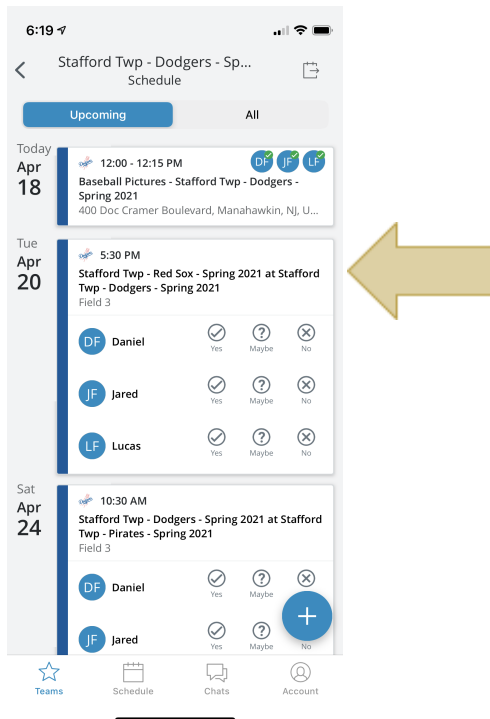 6:19
Stafford Twp - Dodgers - Sp...
Schedule
Upcoming
All
Today
Apr
18
12:00 - 12:15 PM
DF
JF
LF
Baseball Pictures - Stafford Twp - Dodgers -
Spring 2021
400 Doc Cramer Boulevard, Manahawkin, NJ, U...
Tue
Apr
20
5:30 PM
Stafford Twp - Red Sox - Spring 2021 at Stafford
Twp - Dodgers - Spring 2021
Field 3
DF Daniel
Yes
? Maybe
No
JF Jared
Yes
? Maybe
No
LF Lucas
Yes
? Maybe
No
Sat
Apr
24
10:30 AM
Stafford Twp - Dodgers - Spring 2021 at Stafford
Twp - Pirates - Spring 2021
Field 3
DF Daniel
Yes
? Maybe
JF Jared
Yes
? Maybe
No
+
Teams
Schedule
Chats
Account